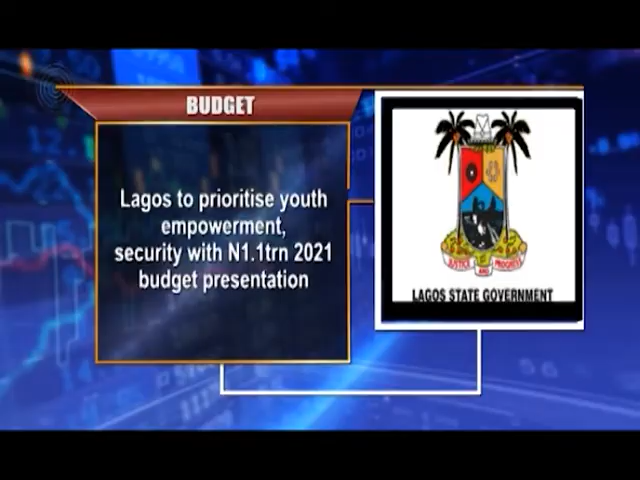 BUDGET
Lagos to prioritise youth
empowerment,
security with N1.1trn 2021
budget presentation
JUSTICE
AND
PROGRESS
LAGOS STATE GOVERNMENT